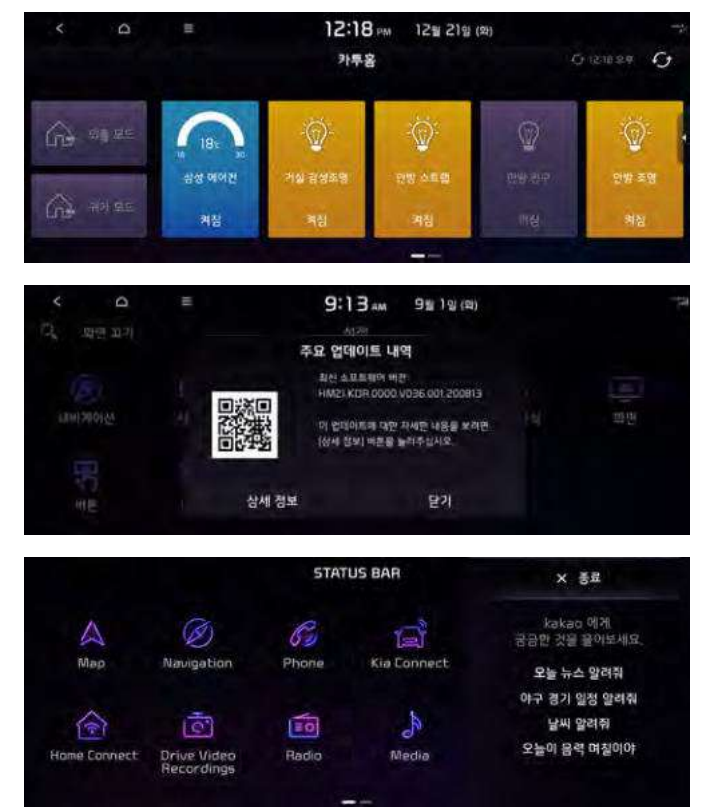 12:18 PM 12월 21일 (화)
카투홈
12:18 오후
외출 모드
귀가 모드
18℃
16 30
삼성 에어컨
켜짐
거실 감성조명
켜짐
안방 스트랩
켜짐
안방 전구
꺼짐
안방 조명
켜짐
9:13 AM 9월 1일 (화)
화면 끄기
주요 업데이트 내역
최신 소프트웨어 버전:
HM21.KOR.0000.V036.001.200813
이 업데이트에 대한 자세한 내용을 보려면
[상세 정보] 버튼을 눌러주십시오.
내비게이션
화면
버튼
상세 정보
닫기
STATUS BAR
Map
Navigation
Phone
Kia Connect
Home Connect
Drive Video
Recordings
Radio
Media
× 종료
kakao 에게
궁금한 것을 물어보세요.
오늘 뉴스 알려줘
야구 경기 일정 알려줘
날씨 알려줘
오늘이 음력 며칠이야